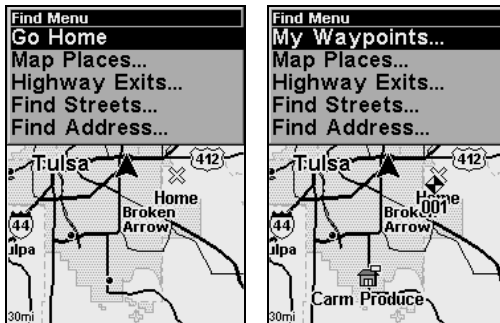 Find Menu
Go Home
Map Places...
Highway Exits...
Find Streets...
Find Address...
Tulsa
412
Home
Broken
Arrow
44
ulpa
30mi
Find Menu
My Waypoints...
Map Places...
Highway Exits...
Find Streets...
Find Address...
Tulsa
412
Home
001
Broken
Arrow
44
ulpa
Carm Produce
30mi